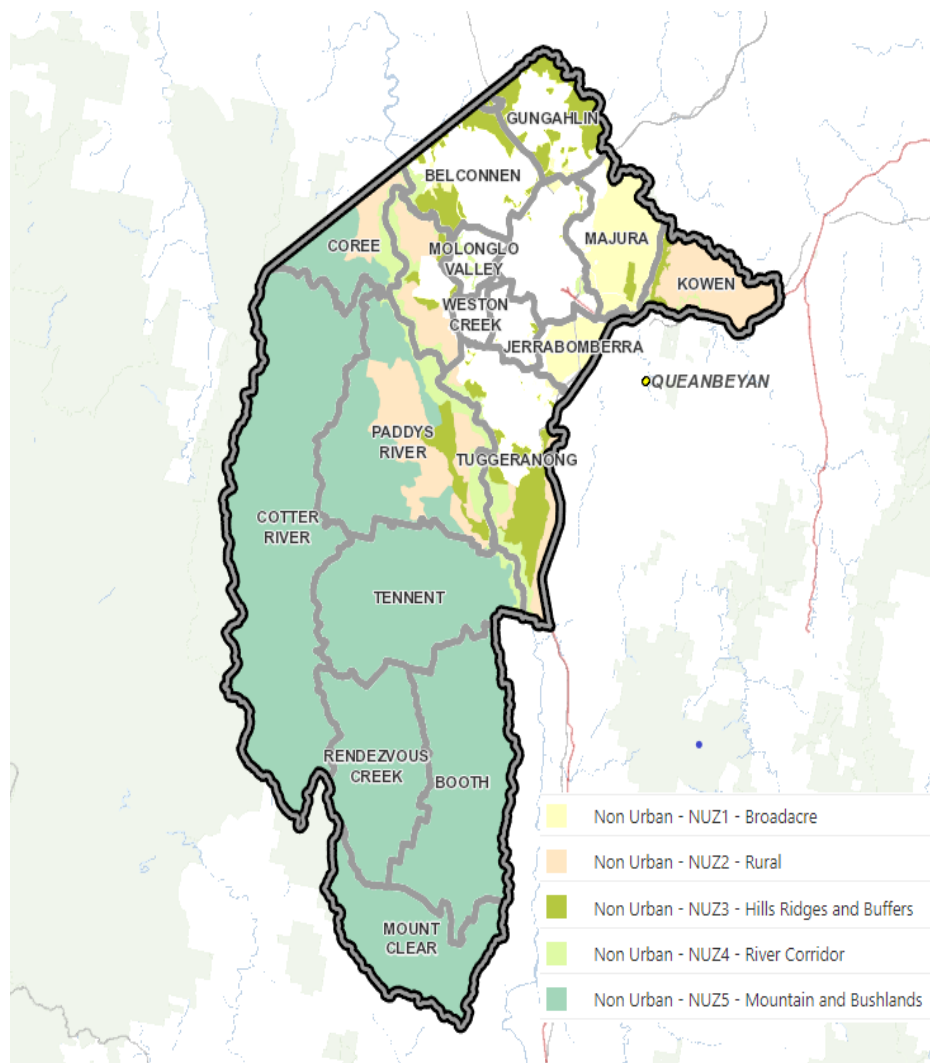 GUNGAHLIN
BELCONNEN
COREE
MOLONGLO
VALLEY
MAJURA
KOWEN
WESTON
CREEK
JERRABOMBERRA
QUEANBEYAN
PADDYS
RIVER
TUGGERANONG
COTTER
RIVER
TENNENT
RENDEZVOUS
CREEK
BOOTH
MOUNT
CLEAR
Non Urban - NUZ1 - Broadacre
Non Urban - NUZ2 - Rural
Non Urban - NUZ3 - Hills Ridges and Buffers
Non Urban - NUZ4 - River Corridor
Non Urban - NUZ5 - Mountain and Bushlands